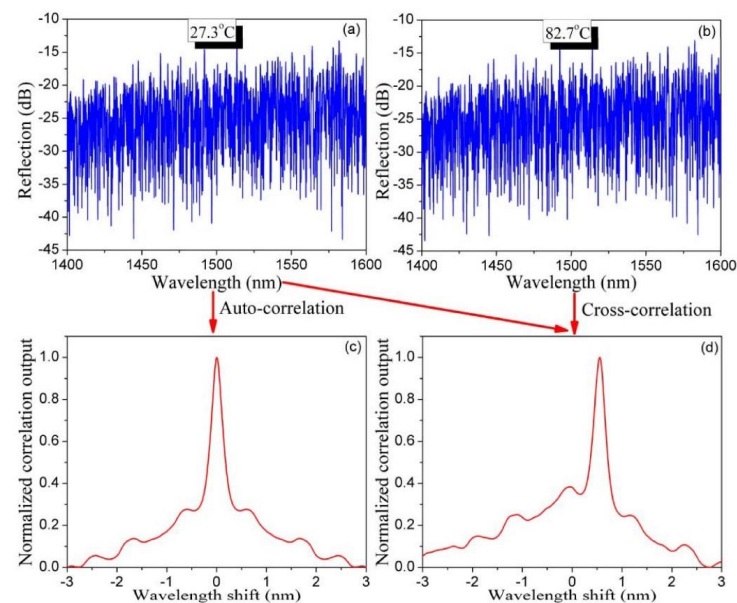 (a)
27.3°C
Reflection (dB)
-10
-15
-20
-25
-30
-35
-40
-45
1400 1450 1500 1550 1600
Wavelength (nm)
(b)
82.7°C
Reflection (dB)
-10
-15
-20
-25
-30
-35
-40
-45
1400 1450 1500 1550 1600
Wavelength (nm)
Auto-correlation
Cross-correlation
(c)
Normalized correlation output
1.0
0.8
0.6
0.4
0.2
0.0
-3 -2 -1 0 1 2 3
Wavelength shift (nm)
(d)
Normalized correlation output
1.0
0.8
0.6
0.4
0.2
0.0
-3 -2 -1 0 1 2 3
Wavelength shift (nm)